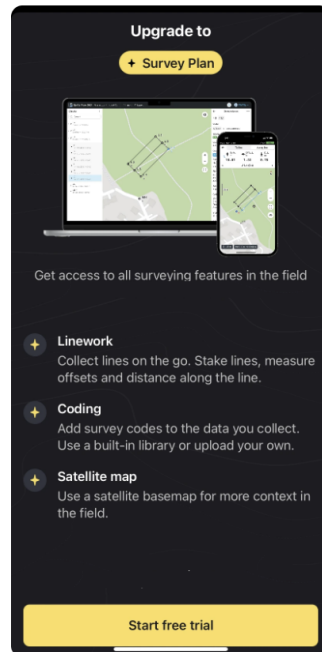 Upgrade to
Survey Plan
Get access to all surveying features in the field
Linework
Collect lines on the go. Stake lines, measure
offsets and distance along the line.
Coding
Add survey codes to the data you collect.
Use a built-in library or upload your own.
Satellite map
Use a satellite basemap for more context in
the field.
Start free trial